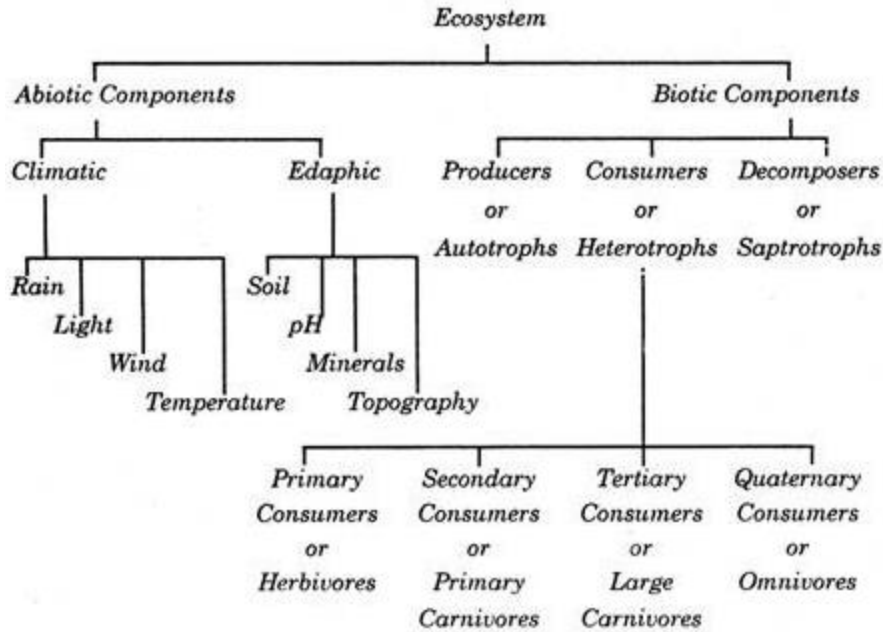 Ecosystem
Abiotic Components Biotic Components
Climatic Edaphic Producers Consumers Decomposers
or or or
Autotrophs Heterotrophs Saptrotrophs
Rain Soil
Light pH
Wind Minerals
Temperature Topography
Primary Secondary Tertiary Quaternary
Consumers Consumers Consumers Consumers
or or or or
Herbivores Primary Large Omnivores
Carnivores Carnivores